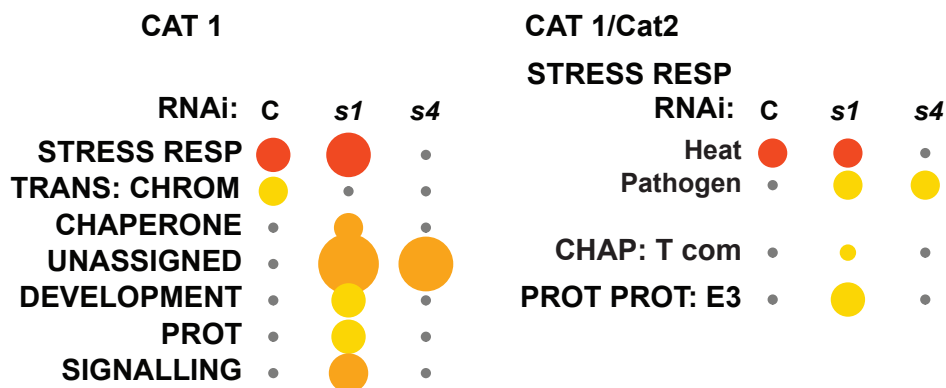 CAT 1
RNAi: C s1 s4
STRESS RESP
TRANS: CHROM
CHAPERONE
UNASSIGNED
DEVELOPMENT
PROT
SIGNALLING
CAT 1/Cat2
STRESS RESP
RNAi: C s1 s4
Heat
Pathogen
CHAP: T com
PROT PROT: E3